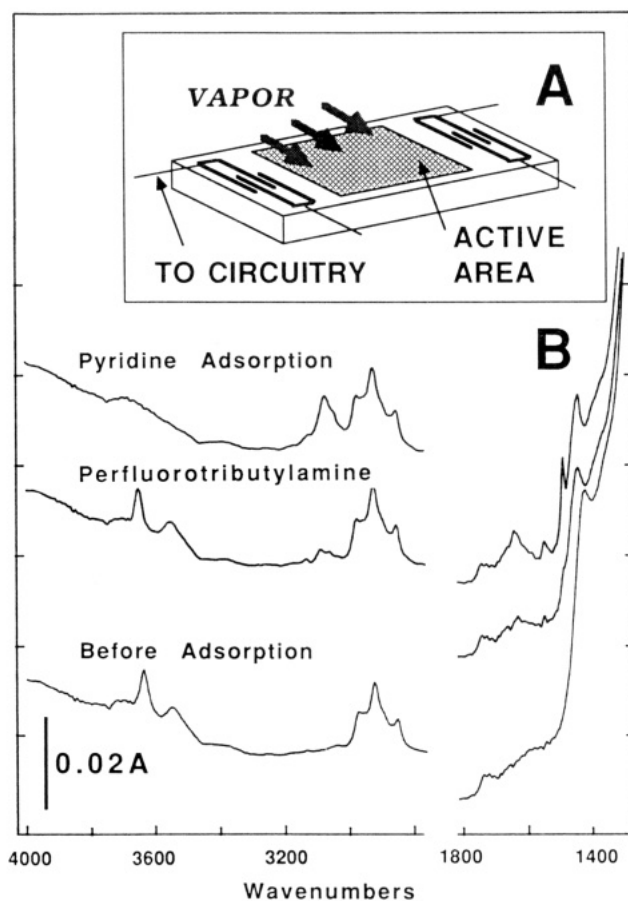 A
VAPOR
TO CIRCUITRY
ACTIVE
AREA
B
Pyridine Adsorption
Perfluorotributylamine
Before Adsorption
0.02A
4000 3600 3200 1800 1400
Wavenumbers